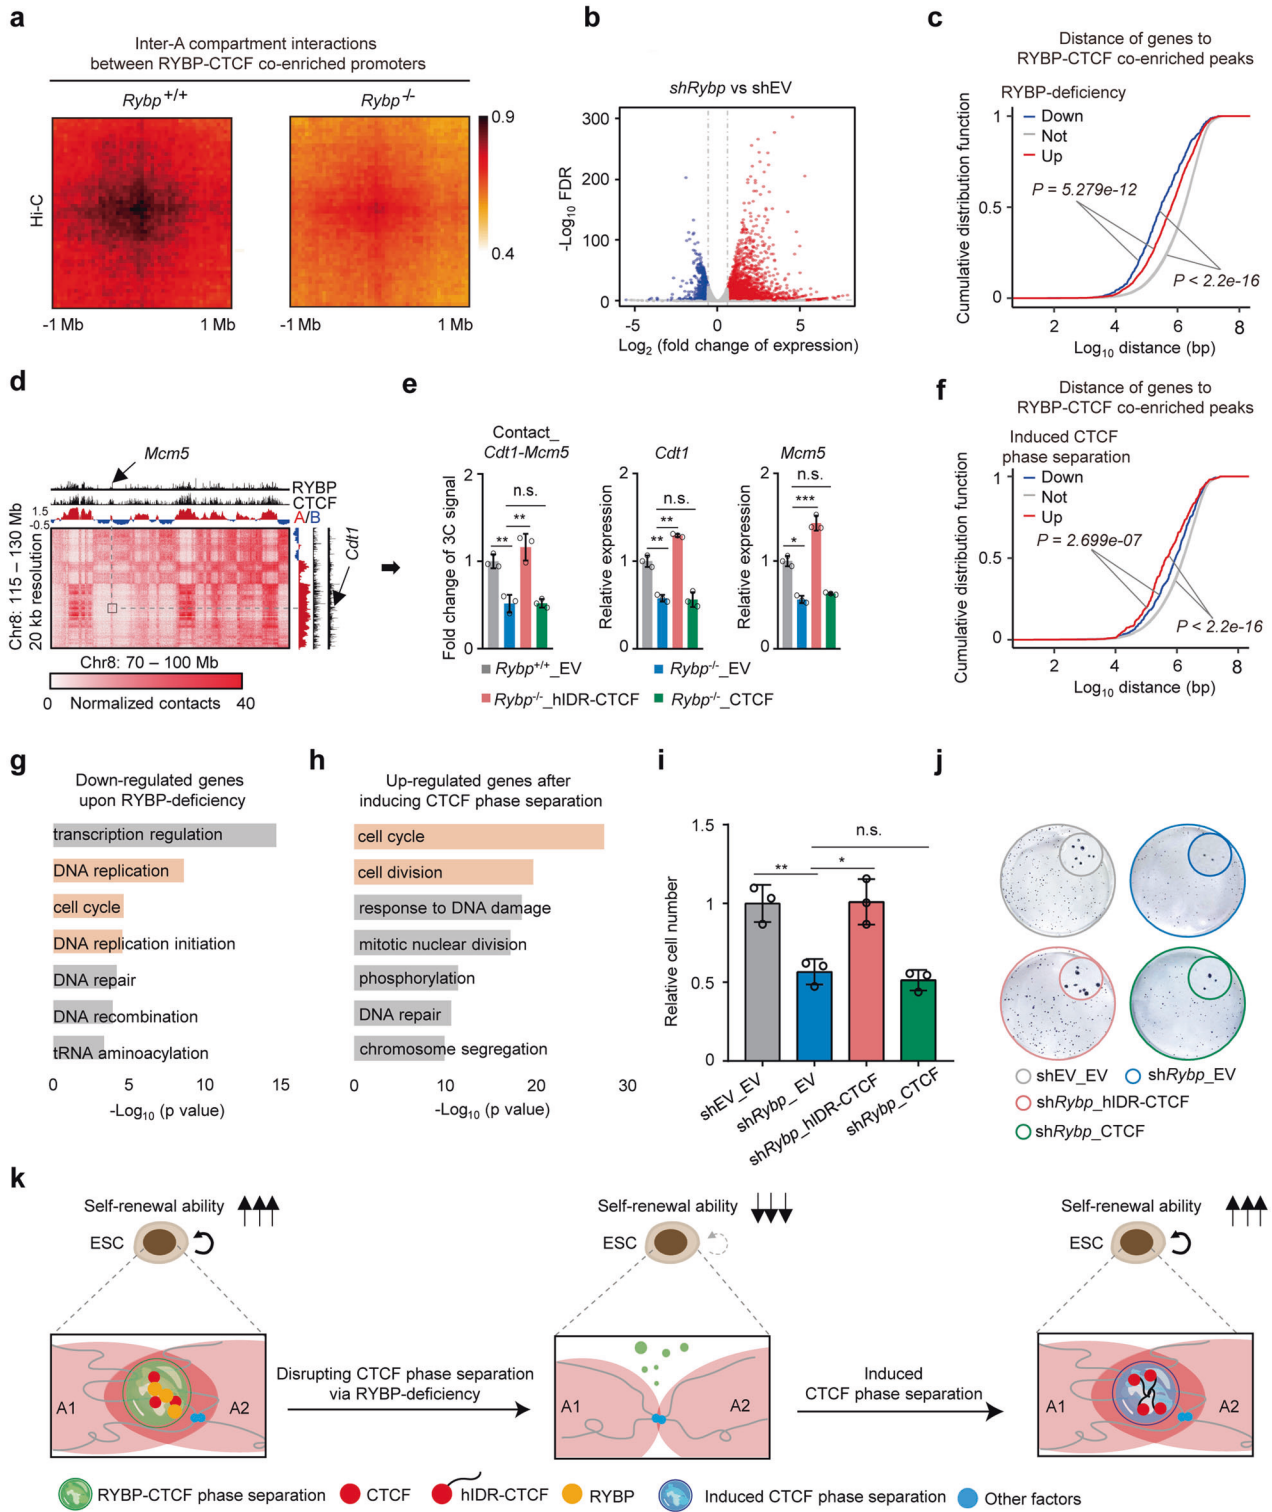 a
Inter-A compartment interactions
between RYBP-CTCF co-enriched promoters
Rybp+/+
Rybp-/-
Hi-C
0.9
0.4
-1 Mb
1 Mb
-1 Mb
1 Mb
b
shRybp vs shEV
-Log10 FDR
300
200
100
0
-5
0
5
Log2 (fold change of expression)
c
Distance of genes to
RYBP-CTCF co-enriched peaks
RYBP-deficiency
Down
Not
Up
P = 5.279e-12
P < 2.2e-16
Cumulative distribution function
1
0.5
0
2
4
6
8
Log10 distance (bp)
d
Mcm5
RYBP
CTCF
A/B
1.5
-0.5
Cdt1
Chr8: 115 – 130 Mb
20 kb resolution
Chr8: 70 – 100 Mb
0 Normalized contacts 40
e
Contact_
Cdt1-Mcm5
n.s.
**
**
Fold change of 3C signal
2
1
0
Cdt1
n.s.
**
**
Relative expression
2
1
0
Mcm5
n.s.
***
*
Relative expression
2
1
0
Rybp+/+_EV
Rybp-/-_EV
Rybp-/-_hIDR-CTCF
Rybp-/-_CTCF
f
Distance of genes to
RYBP-CTCF co-enriched peaks
Induced CTCF
phase separation
Down
Not
Up
P = 2.699e-07
P < 2.2e-16
Cumulative distribution function
1
0.5
0
2
4
6
8
Log10 distance (bp)
g
Down-regulated genes
upon RYBP-deficiency
transcription regulation
DNA replication
cell cycle
DNA replication initiation
DNA repair
DNA recombination
tRNA aminoacylation
0
5
10
15
-Log10 (p value)
h
Up-regulated genes after
inducing CTCF phase separation
cell cycle
cell division
response to DNA damage
mitotic nuclear division
phosphorylation
DNA repair
chromosome segregation
0
10
20
30
-Log10 (p value)
i
Relative cell number
1.5
1
0.5
0
n.s.
**
*
shEV_EV
shRybp_EV
shRybp_hIDR-CTCF
shRybp_CTCF
j
shEV_EV
shRybp_EV
shRybp_hIDR-CTCF
shRybp_CTCF
k
Self-renewal ability
ESC
Self-renewal ability
ESC
Self-renewal ability
ESC
A1
A2
Disrupting CTCF phase separation
via RYBP-deficiency
A1
A2
Induced
CTCF phase separation
A1
A2
RYBP-CTCF phase separation
CTCF
hIDR-CTCF
RYBP
Induced CTCF phase separation
Other factors